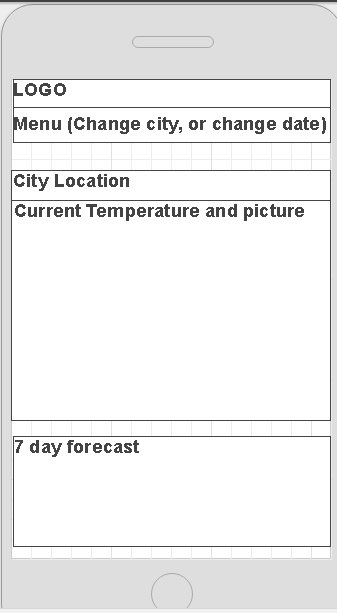 LOGO
Menu (Change city, or change date)
City Location
Current Temperature and picture
7 day forecast